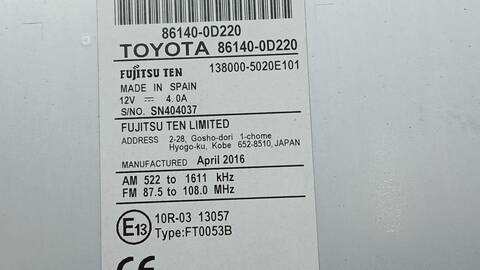 86140-0D220
TOYOTA 86140-0D220
FUJITSU TEN 138000-5020E101
MADE IN SPAIN
12V ⎓ 4.0A
S/NO. SN404037
FUJITSU TEN LIMITED
ADDRESS 2-28, Gosho-dori 1-chome
Hyogo-ku, Kobe 652-8510, JAPAN
MANUFACTURED April 2016
AM 522 to 1611 kHz
FM 87.5 to 108.0 MHz
E13 10R-03 13057
Type:FT0053B
CE